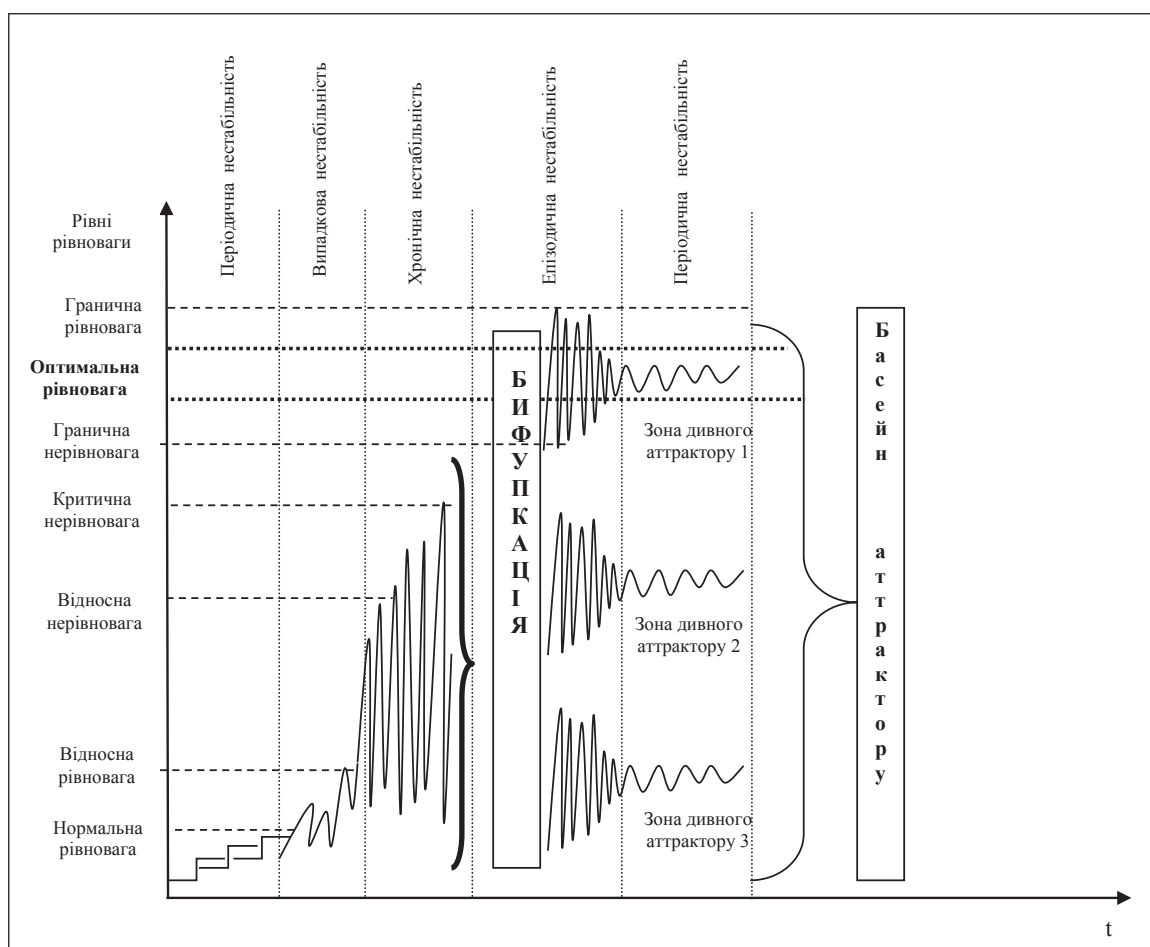 Періодична нестабільність
Випадкова нестабільність
Хронічна нестабільність
Епізодична нестабільність
Періодична нестабільність
Рівні
рівноваги
Гранична
рівновага
Оптимальна
рівновага
Гранична
нерівновага
Критична
нерівновага
Відносна
нерівновага
Відносна
рівновага
Нормальна
рівновага
БИФУПКАЦІЯ
Зона дивного
аттрактору 1
Зона дивного
аттрактору 2
Зона дивного
аттрактору 3
Басейн аттрактору
t